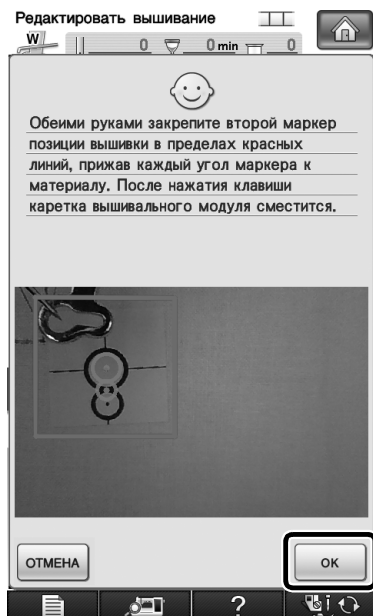 Редактировать вышивание
W
0 0 min 0
Обеими руками закрепите второй маркер
позиции вышивки в пределах красных
линий, прижав каждый угол маркера к
материалу. После нажатия клавиши
каретка вышивального модуля сместится.
ОТМЕНА OK
?